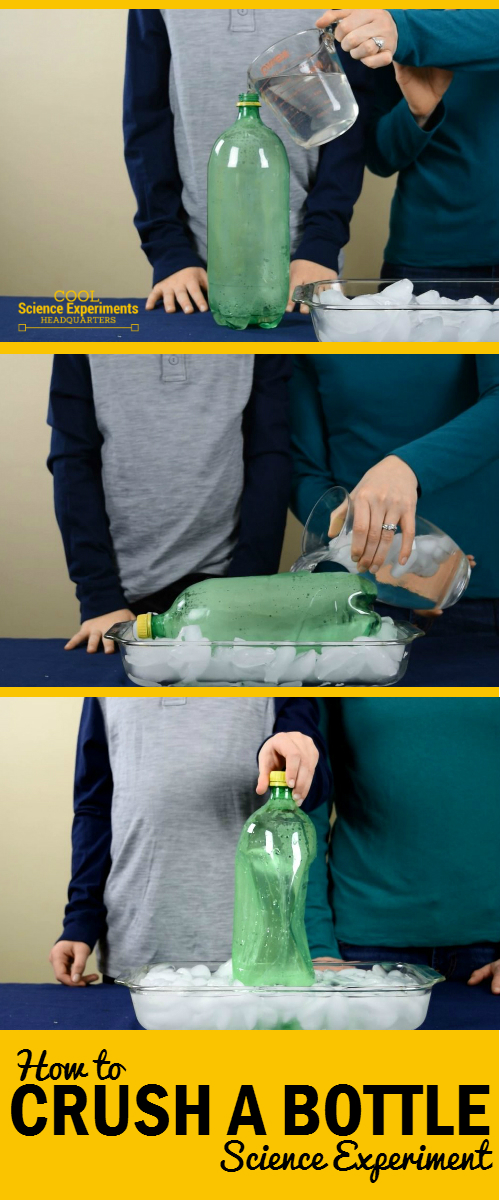 COOL
Science Experiments
HEADQUARTERS
How to
CRUSH A BOTTLE
Science Experiment